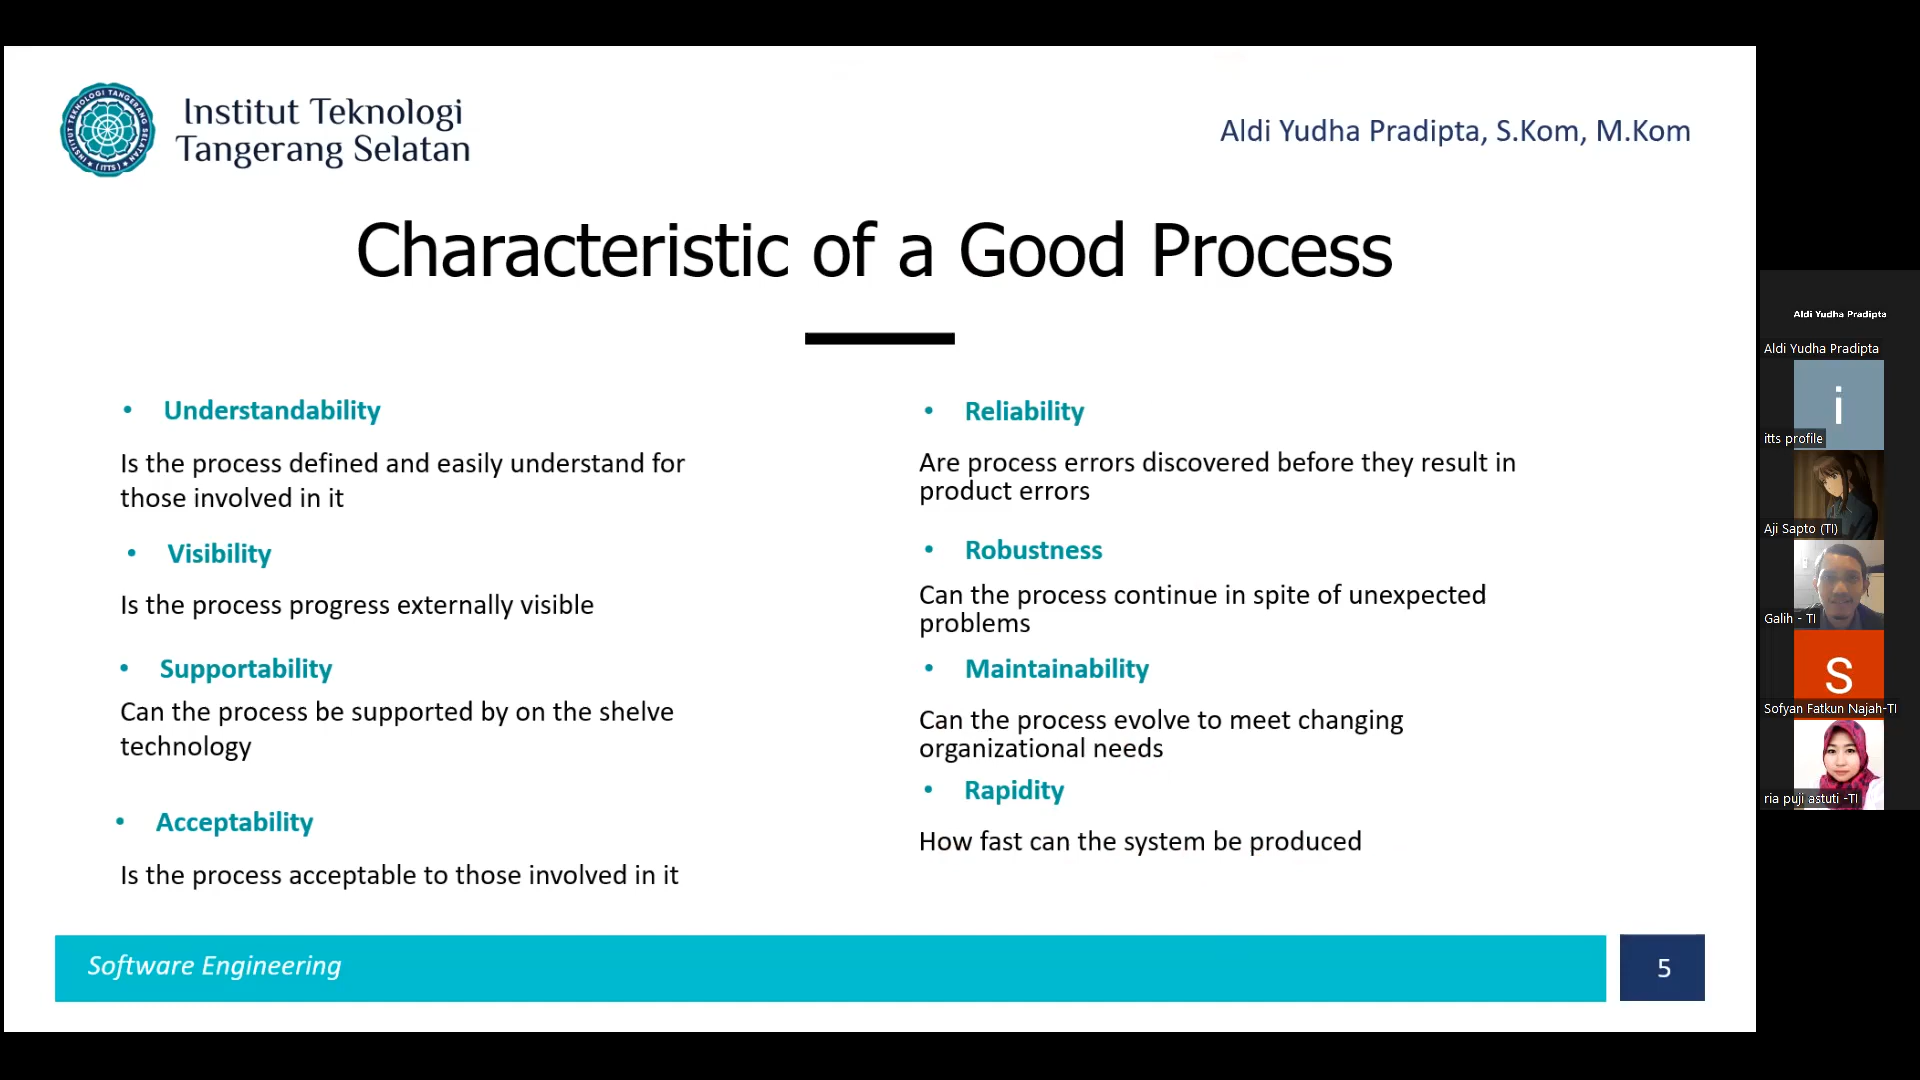 Institut Teknologi
Tangerang Selatan
INSTITUT TEKNOLOGI TANGERANG SELATAN
(ITTS)
Aldi Yudha Pradipta, S.Kom, M.Kom
Characteristic of a Good Process
• Understandability
Is the process defined and easily understand for
those involved in it
• Visibility
Is the process progress externally visible
• Supportability
Can the process be supported by on the shelve
technology
• Acceptability
Is the process acceptable to those involved in it
• Reliability
Are process errors discovered before they result in
product errors
• Robustness
Can the process continue in spite of unexpected
problems
• Maintainability
Can the process evolve to meet changing
organizational needs
• Rapidity
How fast can the system be produced
Software Engineering
5
Aldi Yudha Pradipta
Aldi Yudha Pradipta
i
itts profile
Aji Sapto (TI)
Galih - TI
S
Sofyan Fatkun Najah-TI
ria puji astuti -TI